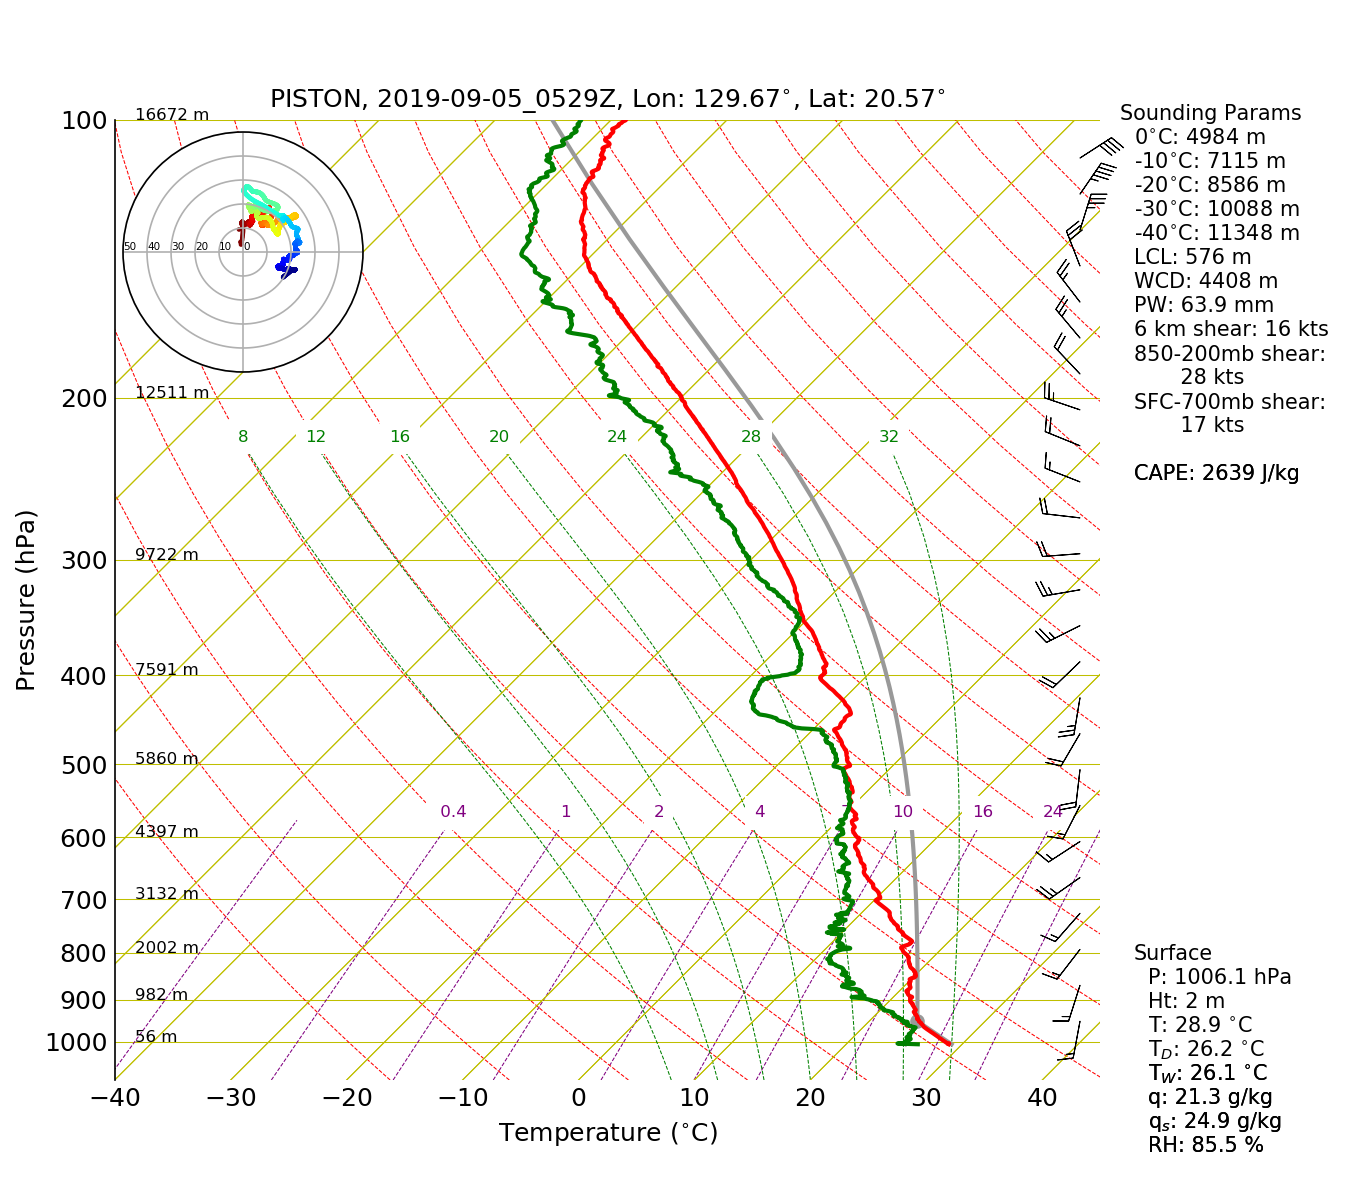 PISTON, 2019-09-05_0529Z, Lon: 129.67°, Lat: 20.57°
100
200
300
400
500
600
700
800
900
1000
Pressure (hPa)
16672 m
12511 m
9722 m
7591 m
5860 m
4397 m
3132 m
2002 m
982 m
56 m
50 40 30 20 10 0
8 12 16 20 24 28 32
0.4 1 2 4 7 10 16 24
−40 −30 −20 −10 0 10 20 30 40
Temperature (°C)
Sounding Params
0°C: 4984 m
-10°C: 7115 m
-20°C: 8586 m
-30°C: 10088 m
-40°C: 11348 m
LCL: 576 m
WCD: 4408 m
PW: 63.9 mm
6 km shear: 16 kts
850-200mb shear:
28 kts
SFC-700mb shear:
17 kts
CAPE: 2639 J/kg
Surface
P: 1006.1 hPa
Ht: 2 m
T: 28.9 °C
T_D: 26.2 °C
T_W: 26.1 °C
q: 21.3 g/kg
q_s: 24.9 g/kg
RH: 85.5 %